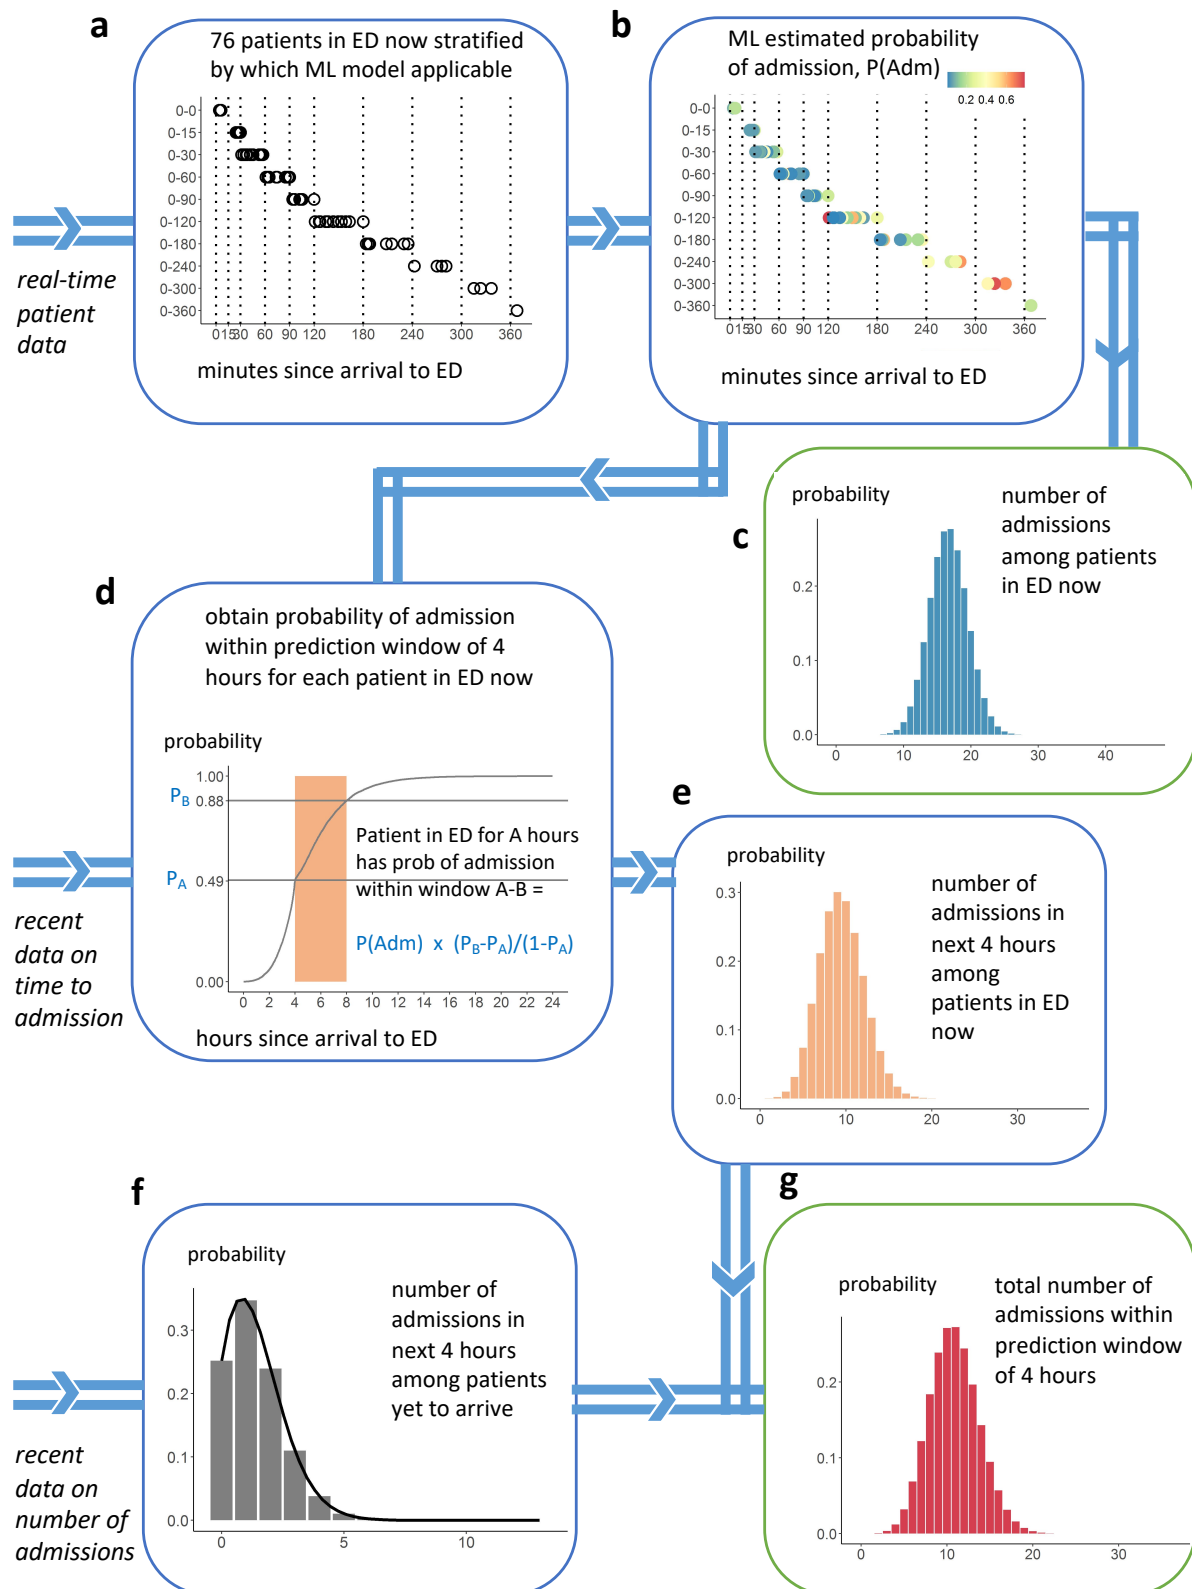 a
76 patients in ED now stratified
by which ML model applicable
0-0
0-15
0-30
0-60
0-90
0-120
0-180
0-240
0-300
0-360
0 15 30 60 90 120 180 240 300 360
minutes since arrival to ED
real-time
patient
data
b
ML estimated probability
of admission, P(Adm)
0.2 0.4 0.6
0-0
0-15
0-30
0-60
0-90
0-120
0-180
0-240
0-300
0-360
0 15 30 60 90 120 180 240 300 360
minutes since arrival to ED
c
probability
number of
admissions
among patients
in ED now
0.2
0.1
0.0
0 10 20 30 40
d
obtain probability of admission
within prediction window of 4
hours for each patient in ED now
probability
1.00
P_B 0.88
P_A 0.49
0.00
Patient in ED for A hours
has prob of admission
within window A-B =
P(Adm) x (P_B-P_A)/(1-P_A)
0 2 4 6 8 10 12 14 16 18 20 22 24
hours since arrival to ED
recent
data on
time to
admission
e
probability
number of
admissions in
next 4 hours
among
patients in ED
now
0.3
0.2
0.1
0.0
0 10 20 30
f
probability
number of
admissions in
next 4 hours
among patients
yet to arrive
0.3
0.2
0.1
0.0
0 5 10
recent
data on
number of
admissions
g
probability
total number of
admissions within
prediction window
of 4 hours
0.2
0.1
0.0
0 10 20 30